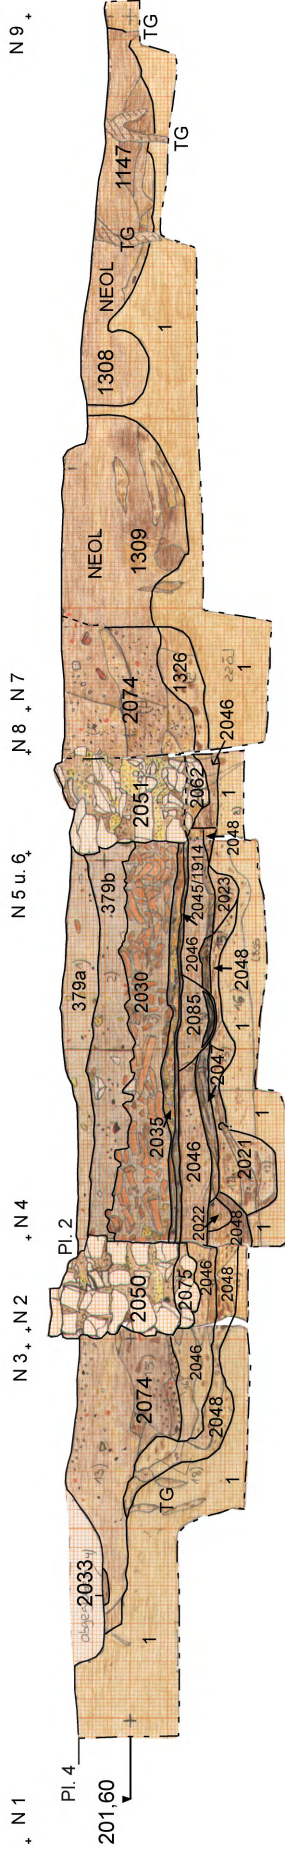 N 1
N 3
N 2
N 4
N 5 u. 6
N 8
N 7
N 9
Pl. 4
201,60
Pl. 2
2033
1
TG
2074
2046
2048
1
2050
2075
2046
2048
379a
379b
2030
2035
2046
2022
2048
1
2021
1
2047
2085
2046
2045/1914
2023
2048
1
2048
2051
2062
2046
1
2074
1326
1
NEOL
1309
1308
NEOL
1
TG
1147
TG
TG